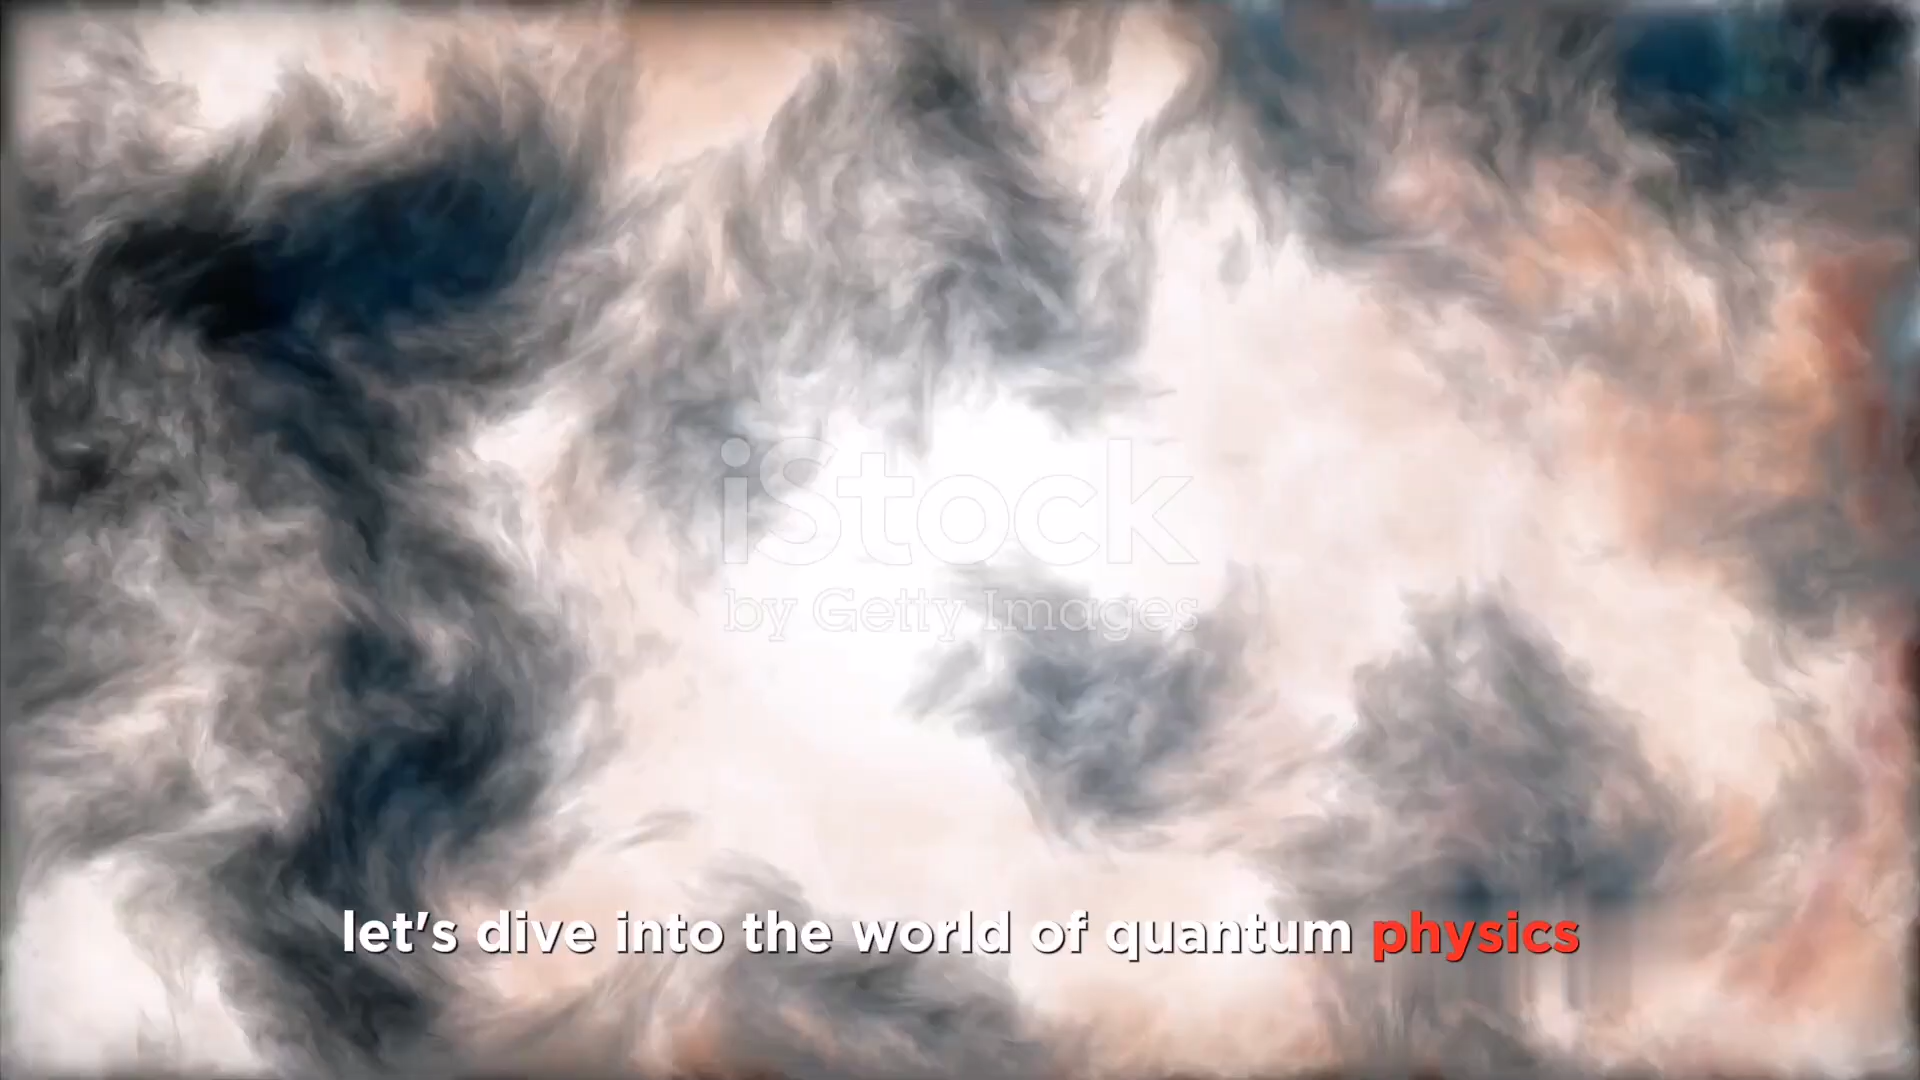 iStock
by Getty Images
let's dive into the world of quantum physics